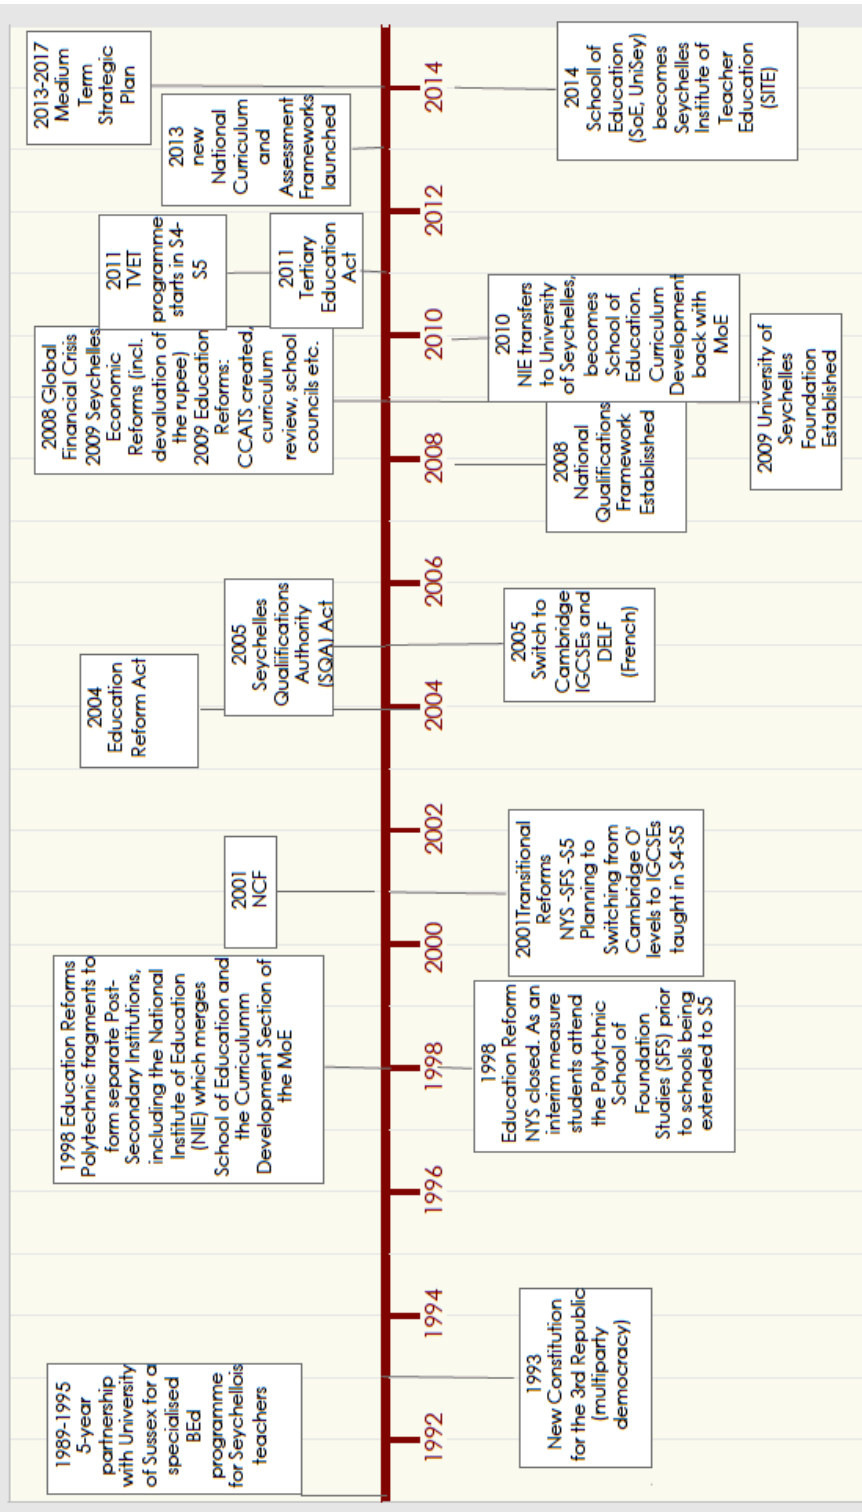 1989-1995
5-year
partnership
with University
of Sussex for a
specialised
BEd
programme
for Seychellois
teachers
1998 Education Reforms
Polytechnic fragments to
form separate Post-
Secondary Institutions,
including the National
Institute of Education
(NIE) which merges
School of Education and
the Curriculumm
Development Section of
the MoE
2001
NCF
2004
Education
Reform Act
2005
Seychelles
Qualiifications
Authority
(SQA) Act
2008 Global
Financial Crisis
2009 Seychelles
Economic
Reforms (incl.
devaluation of
the rupee)
2009 Education
Reforms:
CCATS created,
curriculum
review, school
councils etc.
2011
TVET
programme
starts in S4-
S5
2011
Tertiary
Education
Act
2013
new
National
Curriculum
and
Assessment
Frameworks
launched
2013-2017
Medium
Term
Strategic
Plan
1992
1994
1996
1998
2000
2002
2004
2006
2008
2010
2012
2014
1993
New Constitution
for the 3rd Republic
(multiparty
democracy)
1998
Education Reform
NYS closed. As an
interim measure
students attend
the Polytchnic
School of
Foundation
Studies (SFS) prior
to schools being
extended to S5
2001Transitional
Reforms
NYS -SFS -S5
Planning to
Switching from
Cambridge O'
levels to IGCSEs
taught in S4-S5
2005
Switch to
Cambridge
IGCSEs and
DELF
(French)
2008
National
Qualifications
Framework
Establisshed
2009 University of
Seychelles
Foundation
Established
2010
NIE transfers
to University
of Seychelles,
becomes
School of
Education.
Curriculum
Development
back with
MoE
2014
Schooll of
Education
(SoE, UniSey)
becomes
Seychelles
Institute of
Teacher
Education
(SITE)